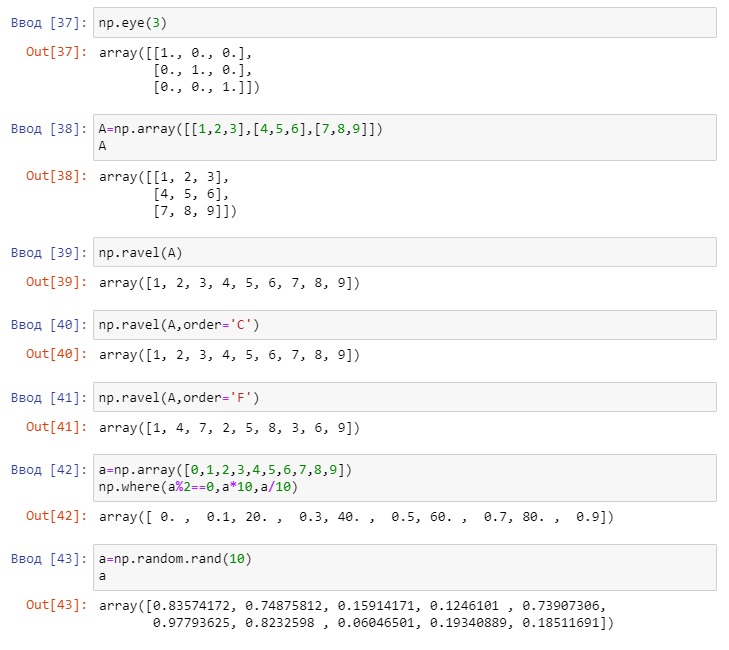 Ввод [37]: np.eye(3)
Out[37]: array([[1., 0., 0.],
       [0., 1., 0.],
       [0., 0., 1.]])
Ввод [38]: A=np.array([[1,2,3],[4,5,6],[7,8,9]])
A
Out[38]: array([[1, 2, 3],
       [4, 5, 6],
       [7, 8, 9]])
Ввод [39]: np.ravel(A)
Out[39]: array([1, 2, 3, 4, 5, 6, 7, 8, 9])
Ввод [40]: np.ravel(A,order='C')
Out[40]: array([1, 2, 3, 4, 5, 6, 7, 8, 9])
Ввод [41]: np.ravel(A,order='F')
Out[41]: array([1, 4, 7, 2, 5, 8, 3, 6, 9])
Ввод [42]: a=np.array([0,1,2,3,4,5,6,7,8,9])
np.where(a%2==0,a*10,a/10)
Out[42]: array([ 0. ,  0.1, 20. ,  0.3, 40. ,  0.5, 60. ,  0.7, 80. ,  0.9])
Ввод [43]: a=np.random.rand(10)
a
Out[43]: array([0.83574172, 0.74875812, 0.15914171, 0.1246101 , 0.73907306,
       0.97793625, 0.8232598 , 0.06046501, 0.19340889, 0.18511691])